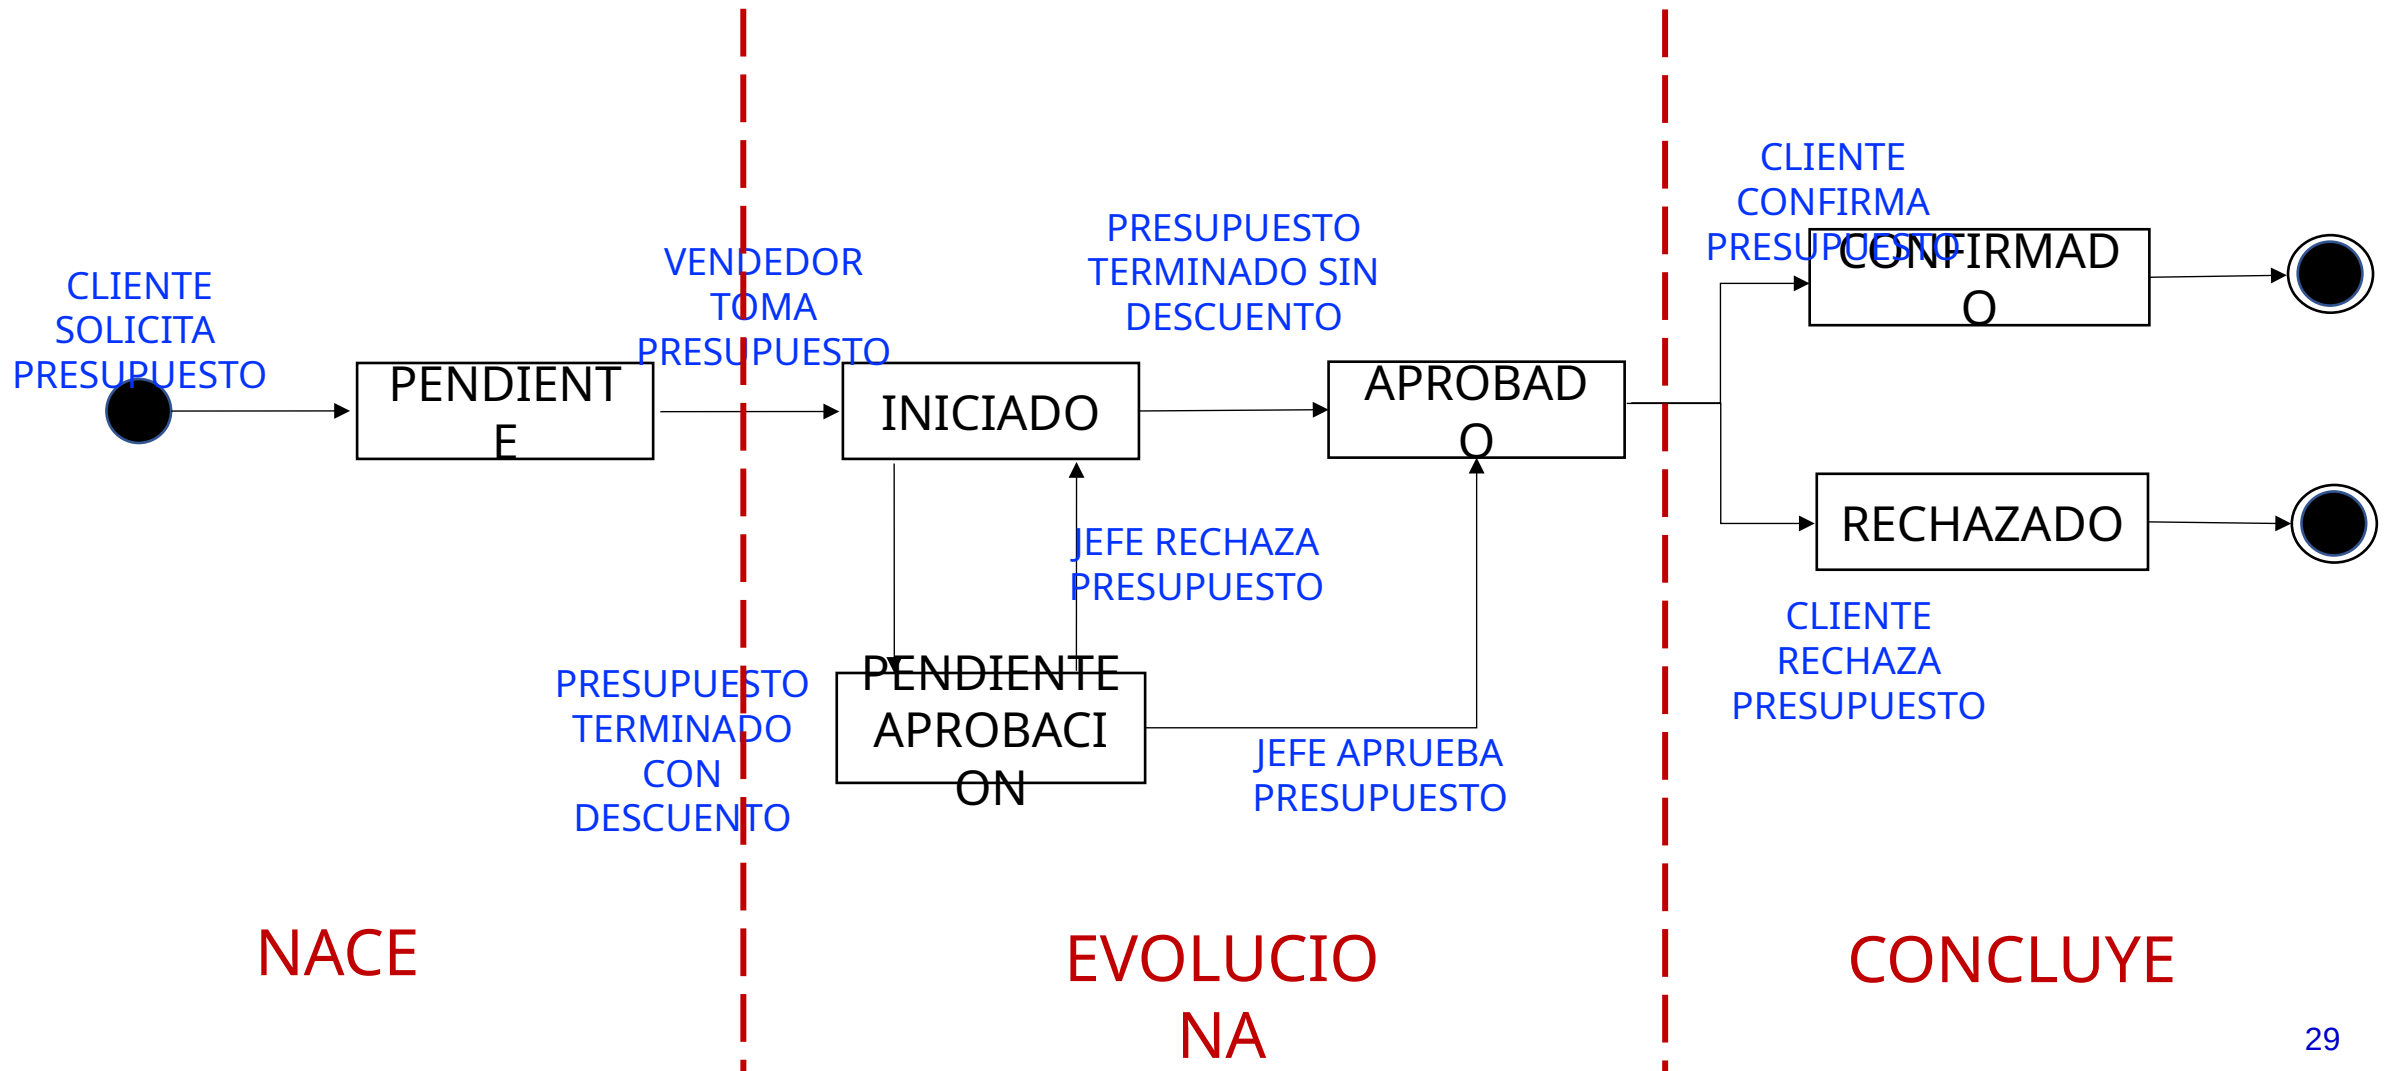 CLIENTE
SOLICITA
PRESUPUESTO
PENDIENT
E
VENDEDOR
TOMA
PRESUPUESTO
INICIADO
PRESUPUESTO
TERMINADO SIN
DESCUENTO
APROBAD
O
CLIENTE
CONFIRMA
PRESUPUESTO
CONFIRMAD
O
RECHAZADO
CLIENTE
RECHAZA
PRESUPUESTO
JEFE RECHAZA
PRESUPUESTO
PRESUPUESTO
TERMINADO
CON
DESCUENTO
PENDIENTE
APROBACI
ON
JEFE APRUEBA
PRESUPUESTO
NACE
EVOLUCIO
NA
CONCLUYE
29